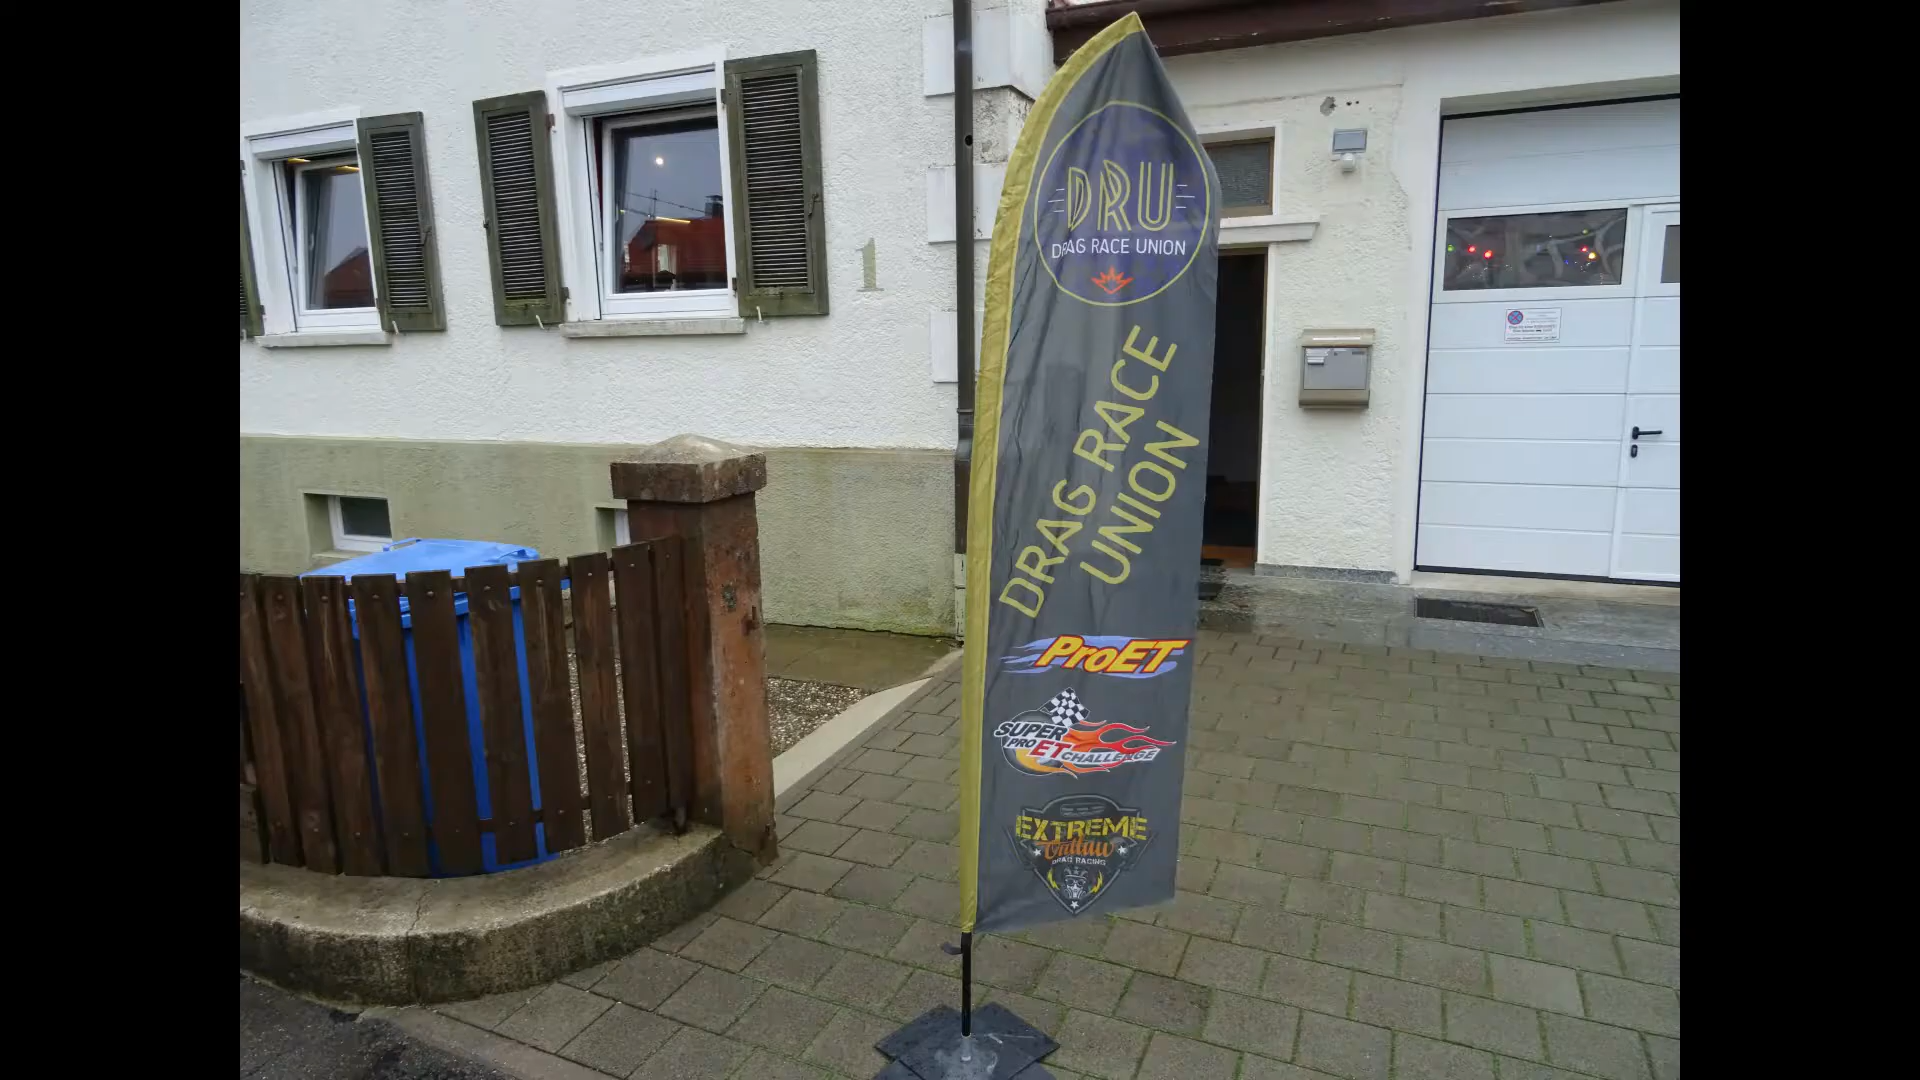 1
DRU
DRAG RACE UNION
DRAG RACE
UNION
ProET
SUPER
PRO ET CHALLENGE
EXTREME
Outlaw
DRAG RACING